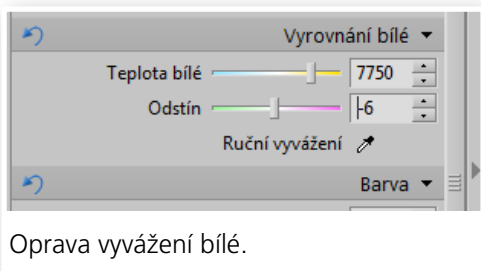 Vyrovnání bílé
Teplota bílé 7750
Odstín -6
Ruční vyvážení
Barva
Oprava vyvážení bílé.